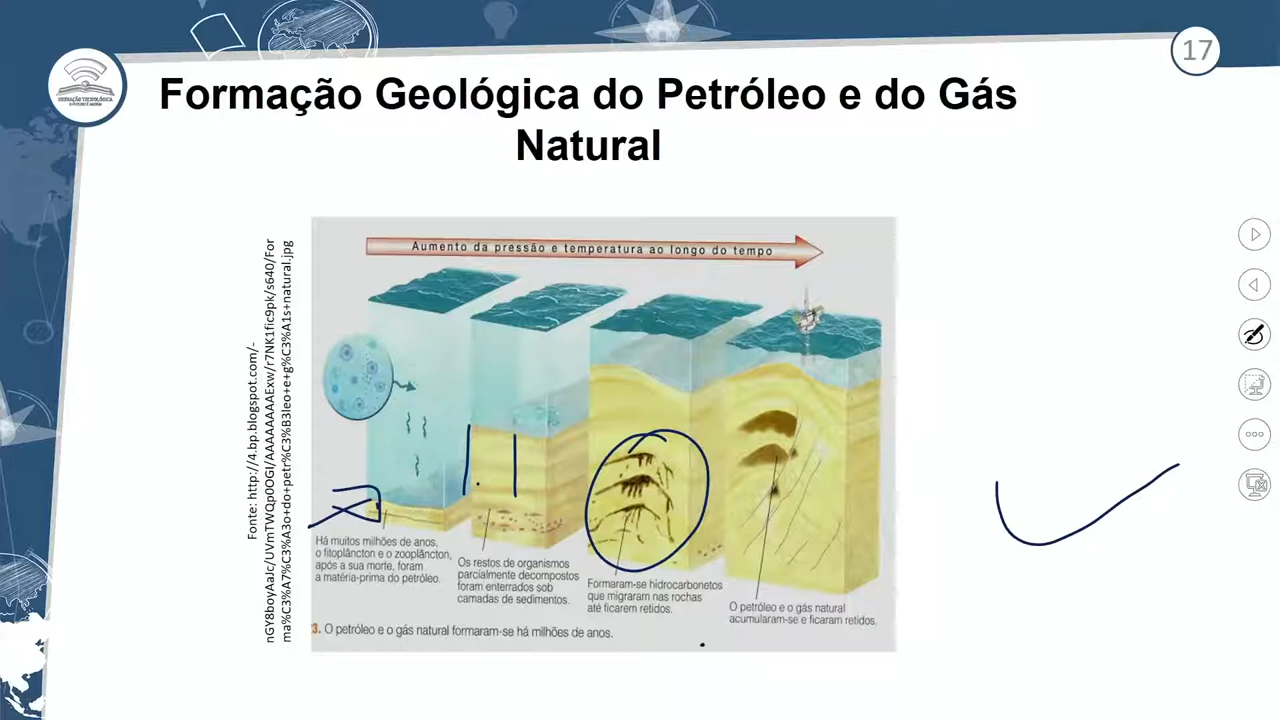 17
MEDIAÇÃO TECNOLÓGICA
Formação Geológica do Petróleo e do Gás
Natural
Fonte: http://4.bp.blogspot.com/-
nGY8boyAaIc/UVmTWQp0OGI/AAAAAAAAExw/r7NK1fic9pk/s640/For
ma%C3%A7%C3%A3o+do+petr%C3%B3leo+e+g%C3%A1s+natural.jpg
Aumento da pressão e temperatura ao longo do tempo
Há muitos milhões de anos,
o fitoplâncton e o zooplâncton,
após a sua morte, foram
a matéria-prima do petróleo.
Os restos de organismos
parcialmente decompostos
foram enterrados sob
camadas de sedimentos.
Formaram-se hidrocarbonetos
que migraram nas rochas
até ficarem retidos.
O petróleo e o gás natural
acumularam-se e ficaram retidos.
3. O petróleo e o gás natural formaram-se há milhões de anos.